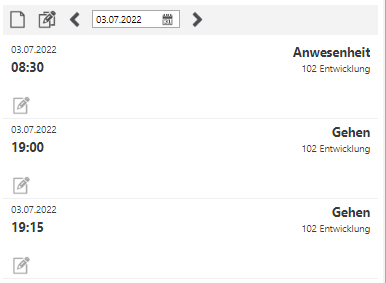 03.07.2022
03.07.2022
Anwesenheit
08:30
102 Entwicklung
03.07.2022
Gehen
19:00
102 Entwicklung
03.07.2022
Gehen
19:15
102 Entwicklung